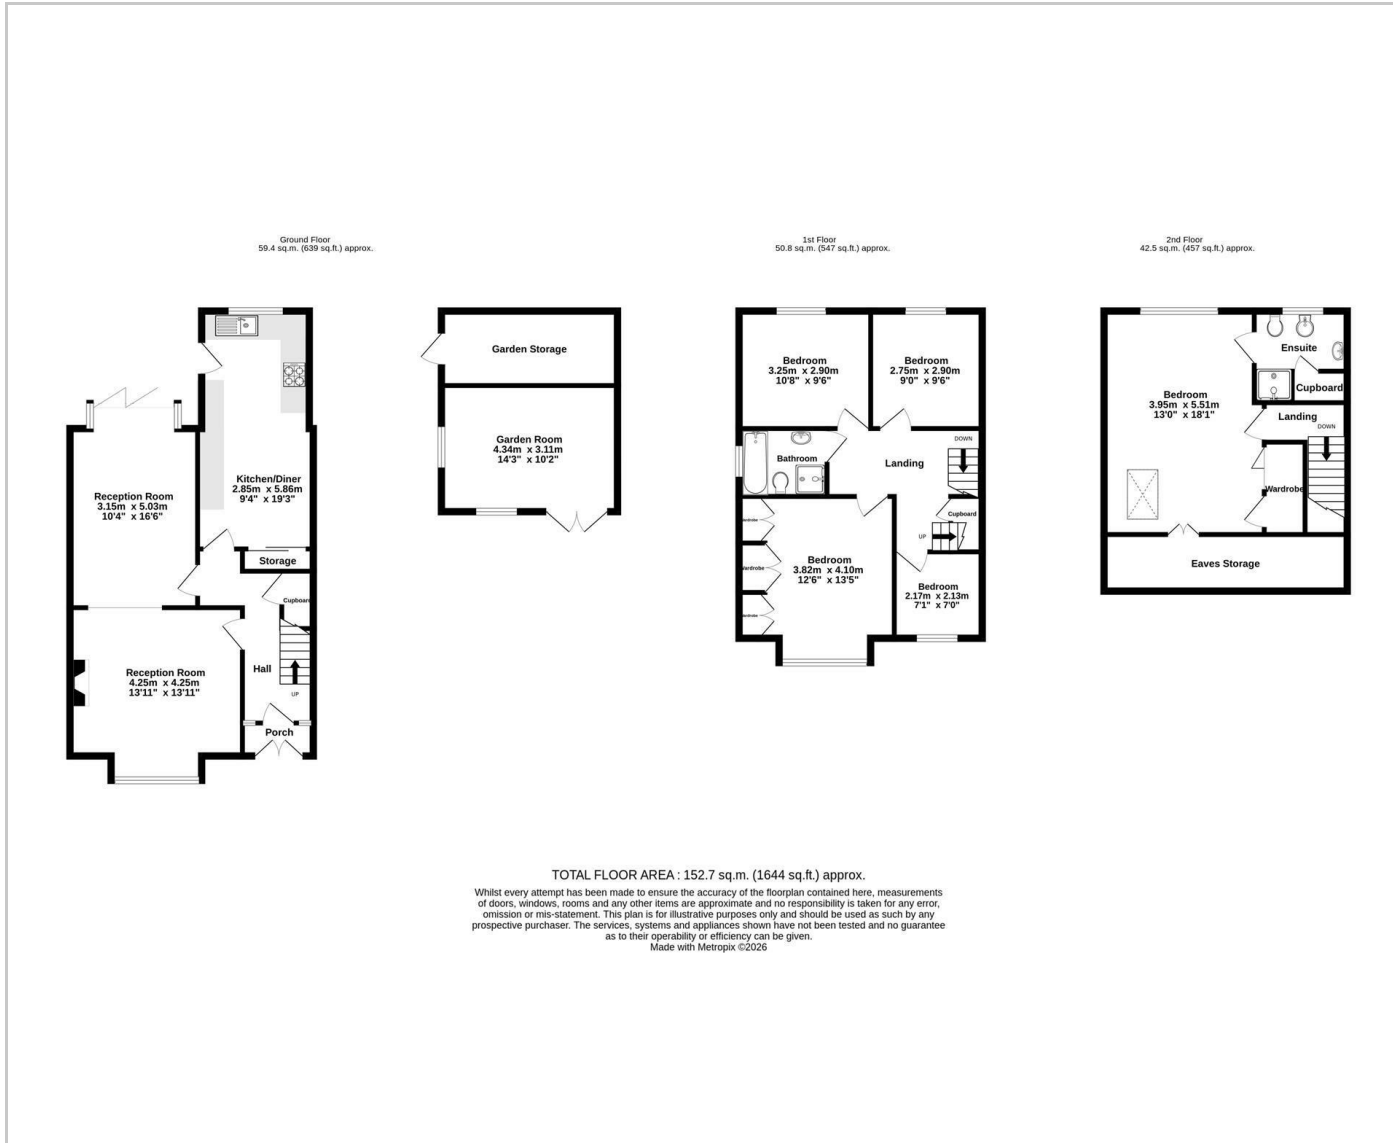 Ground Floor
59.4 sq.m. (639 sq.ft.) approx.
1st Floor
50.8 sq.m. (547 sq.ft.) approx.
2nd Floor
42.5 sq.m. (457 sq.ft.) approx.
Kitchen/Diner
2.85m x 5.86m
9'4" x 19'3"
Reception Room
3.15m x 5.03m
10'4" x 16'6"
Storage
Cupboard
Reception Room
4.25m x 4.25m
13'11" x 13'11"
Hall
UP
Porch
Garden Storage
Garden Room
4.34m x 3.11m
14'3" x 10'2"
Bedroom
3.25m x 2.90m
10'8" x 9'6"
Bedroom
2.75m x 2.90m
9'0" x 9'6"
Bathroom
Landing
DOWN
Wardrobe
Wardrobe
Wardrobe
Cupboard
UP
Bedroom
3.82m x 4.10m
12'6" x 13'5"
Bedroom
2.17m x 2.13m
7'1" x 7'0"
Bedroom
3.95m x 5.51m
13'0" x 18'1"
Ensuite
Cupboard
Landing
DOWN
Wardrobe
Eaves Storage
TOTAL FLOOR AREA : 152.7 sq.m. (1644 sq.ft.) approx.
Whilst every attempt has been made to ensure the accuracy of the floorplan contained here, measurements
of doors, windows, rooms and any other items are approximate and no responsibility is taken for any error,
omission or mis-statement. This plan is for illustrative purposes only and should be used as such by any
prospective purchaser. The services, systems and appliances shown have not been tested and no guarantee
as to their operability or efficiency can be given.
Made with Metropix ©2026